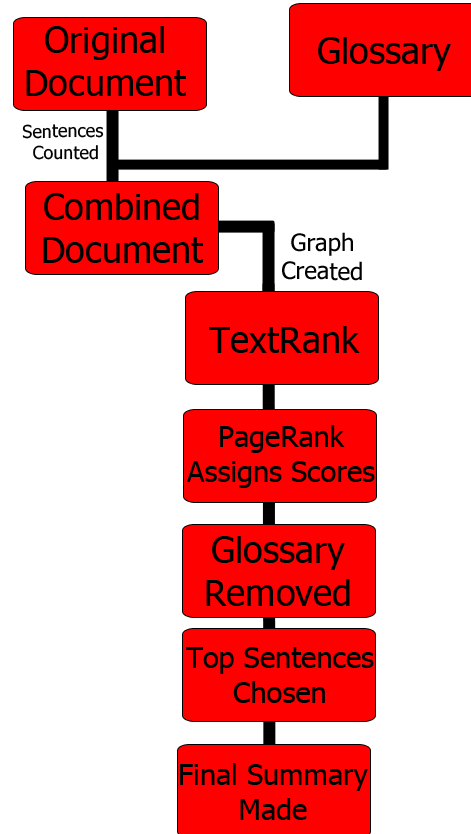 Original
Document
Glossary
Sentences
Counted
Combined
Document
Graph
Created
TextRank
PageRank
Assigns Scores
Glossary
Removed
Top Sentences
Chosen
Final Summary
Made